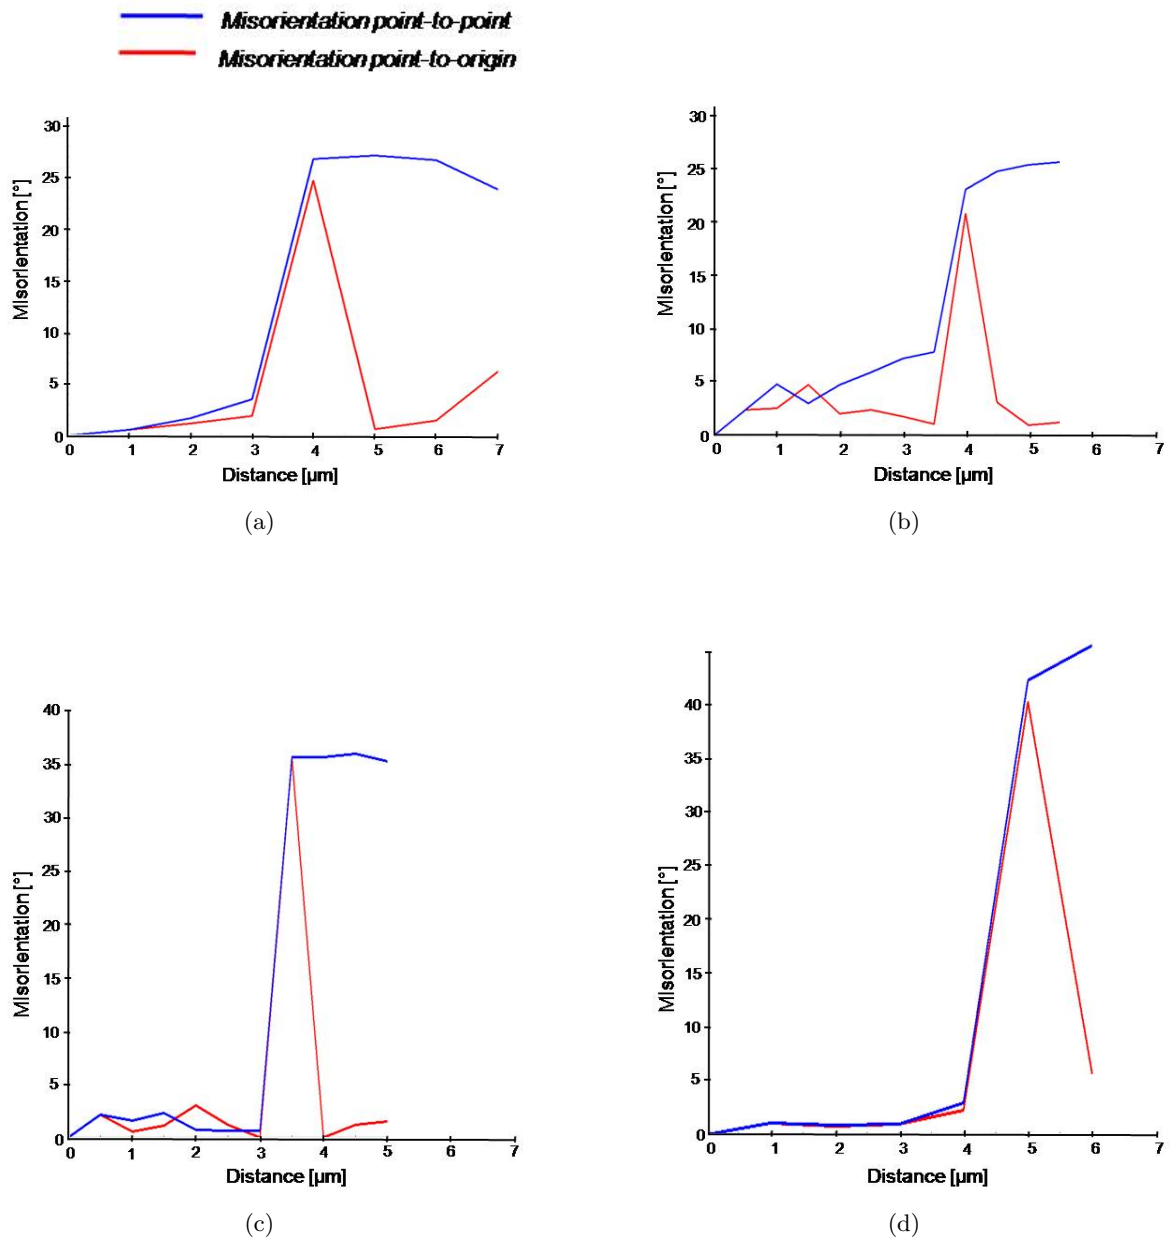 Misorientation point-to-point
Misorientation point-to-origin
30
25
20
15
10
5
0
Misorientation [°]
0 1 2 3 4 5 6 7
Distance [µm]
(a)
30
25
20
15
10
5
0
Misorientation [°]
0 1 2 3 4 5 6 7
Distance [µm]
(b)
40
35
30
25
20
15
10
5
0
Misorientation [°]
0 1 2 3 4 5 6 7
Distance [µm]
(c)
40
35
30
25
20
15
10
5
0
Misorientation [°]
0 1 2 3 4 5 6 7
Distance [µm]
(d)